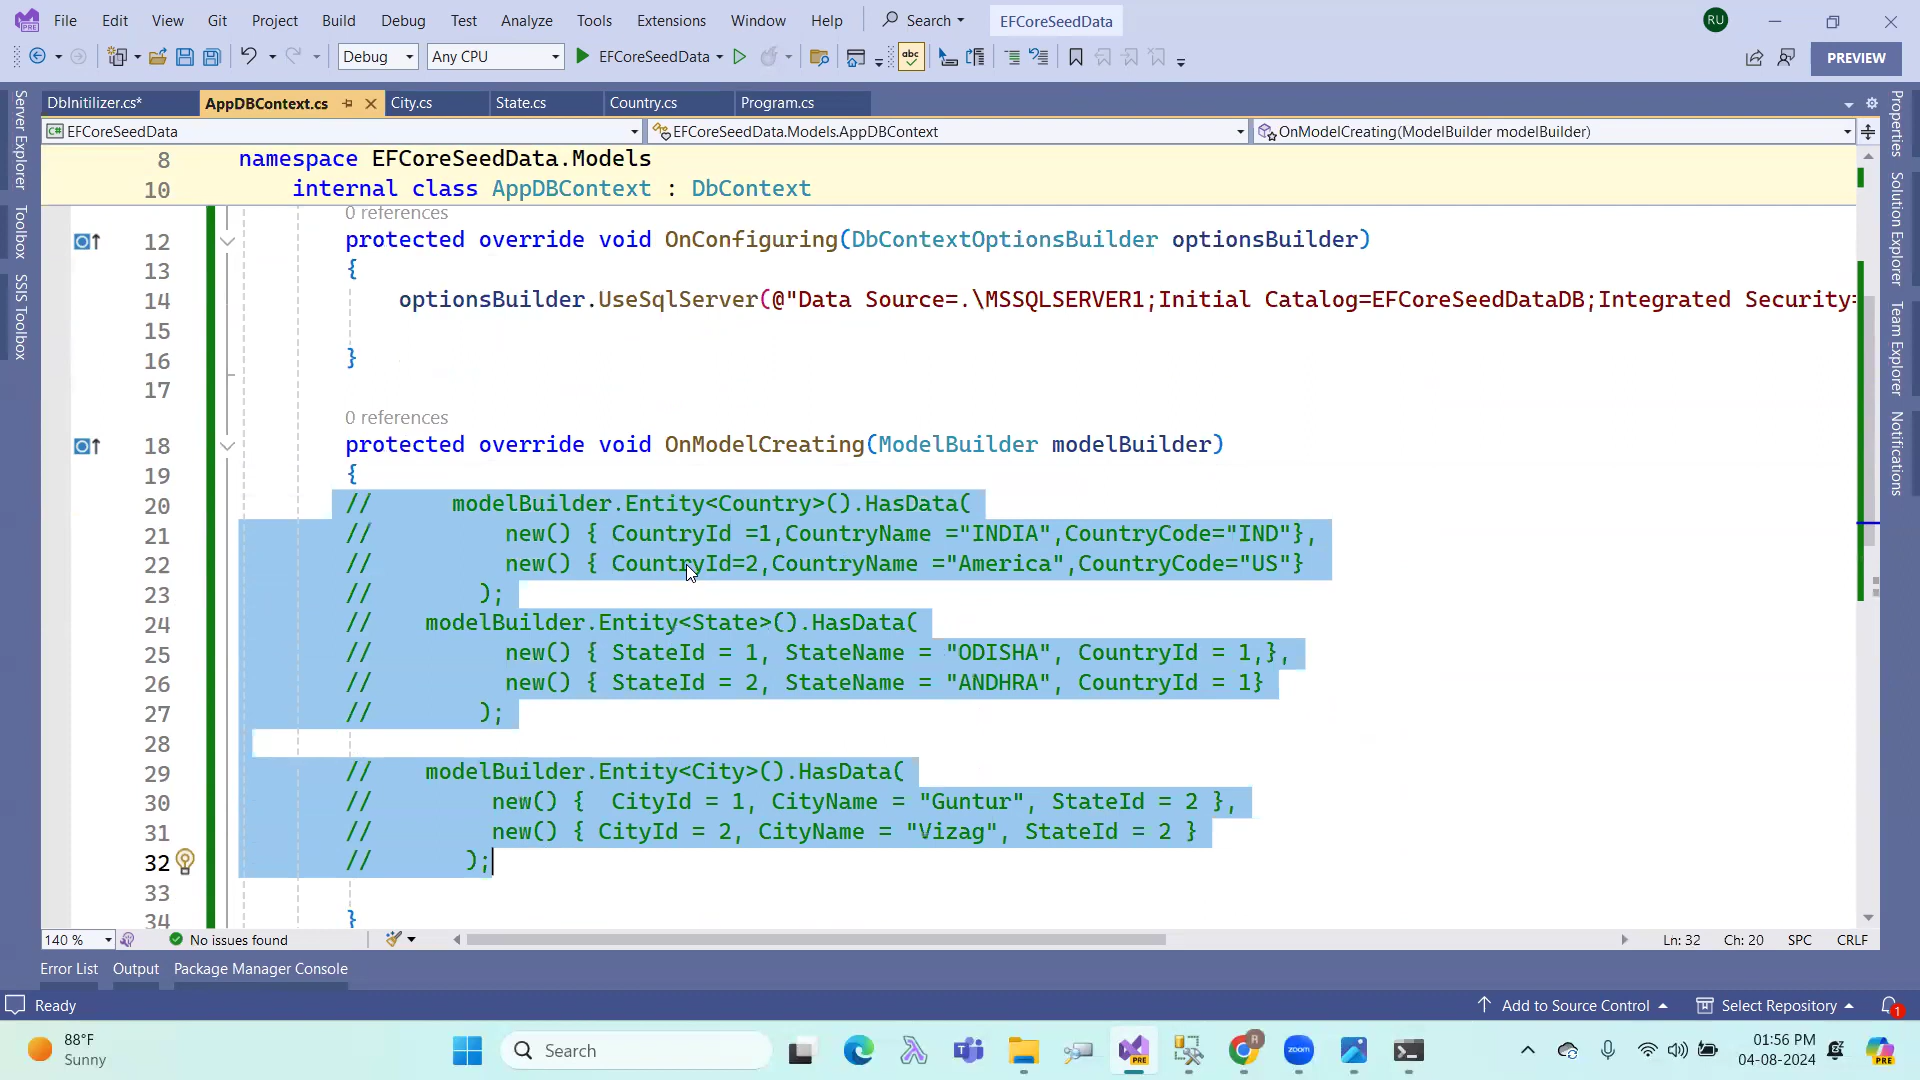 File Edit View Git Project Build Debug Test Analyze Tools Extensions Window Help Search EFCoreSeedData RU
Debug Any CPU EFCoreSeedData abc PREVIEW
DbInitilizer.cs* AppDBContext.cs City.cs State.cs Country.cs Program.cs
C# EFCoreSeedData EFCoreSeedData.Models.AppDBContext OnModelCreating(ModelBuilder modelBuilder)
Server Explorer
Toolbox
SSIS Toolbox
8 namespace EFCoreSeedData.Models
10 internal class AppDBContext : DbContext
0 references
12 protected override void OnConfiguring(DbContextOptionsBuilder optionsBuilder)
13 {
14 optionsBuilder.UseSqlServer(@"Data Source=.\MSSQLSERVER1;Initial Catalog=EFCoreSeedDataDB;Integrated Security=
15
16 }
17
0 references
18 protected override void OnModelCreating(ModelBuilder modelBuilder)
19 {
20 // modelBuilder.Entity<Country>().HasData(
21 // new() { CountryId =1,CountryName ="INDIA",CountryCode="IND"},
22 // new() { CountryId=2,CountryName ="America",CountryCode="US"}
23 // );
24 // modelBuilder.Entity<State>().HasData(
25 // new() { StateId = 1, StateName = "ODISHA", CountryId = 1,},
26 // new() { StateId = 2, StateName = "ANDHRA", CountryId = 1}
27 // );
28
29 // modelBuilder.Entity<City>().HasData(
30 // new() { CityId = 1, CityName = "Guntur", StateId = 2 },
31 // new() { CityId = 2, CityName = "Vizag", StateId = 2 }
32 // );
33
34 }
Properties
Solution Explorer
Team Explorer
Notifications
140 % No issues found Ln: 32 Ch: 20 SPC CRLF
Error List Output Package Manager Console
Ready Add to Source Control Select Repository 1
88°F
Sunny
Search
PRE
R
zoom
01:56 PM
04-08-2024
PRE